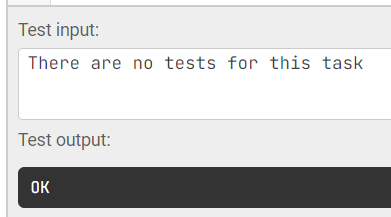 Test input:
There are no tests for this task
Test output:
OK